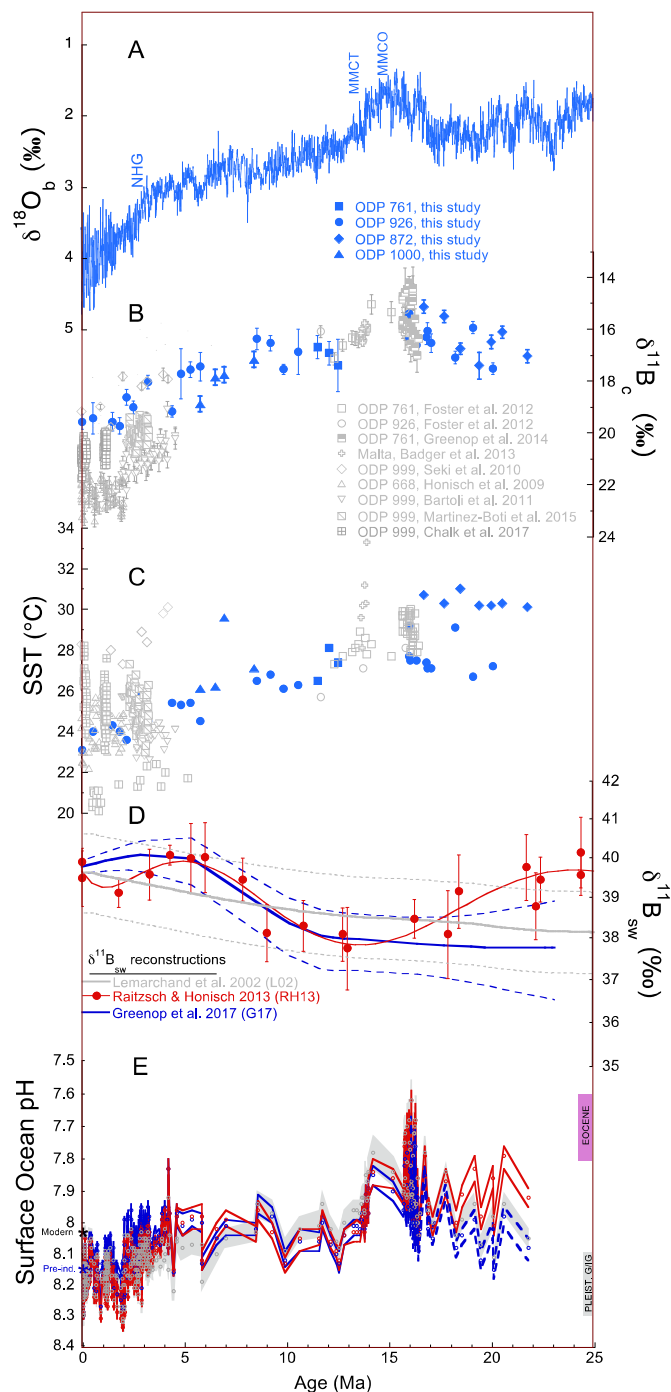 A
MMCO
MMCT
NHG
1
2
3
4
5
δ18Ob (‰)
ODP 761, this study
ODP 926, this study
ODP 872, this study
ODP 1000, this study
B
14
16
18
20
22
24
δ11Bc (‰)
ODP 761, Foster et al. 2012
ODP 926, Foster et al. 2012
ODP 761, Greenop et al. 2014
Malta, Badger et al. 2013
ODP 999, Seki et al. 2010
ODP 668, Honisch et al. 2009
ODP 999, Bartoli et al. 2011
ODP 999, Martinez-Boti et al. 2015
ODP 999, Chalk et al. 2017
C
34
32
30
28
26
24
22
20
SST (°C)
D
42
41
40
39
38
37
36
35
δ11Bsw (‰)
δ11Bsw reconstructions
Lemarchand et al. 2002 (L02)
Raitzsch & Honisch 2013 (RH13)
Greenop et al. 2017 (G17)
E
7.5
7.6
7.7
7.8
7.9
8
8.1
8.2
8.3
8.4
Modern
Pre-ind.
Surface Ocean pH
EOCENE
PLEIST. G/IG
0
5
10
15
20
25
Age (Ma)